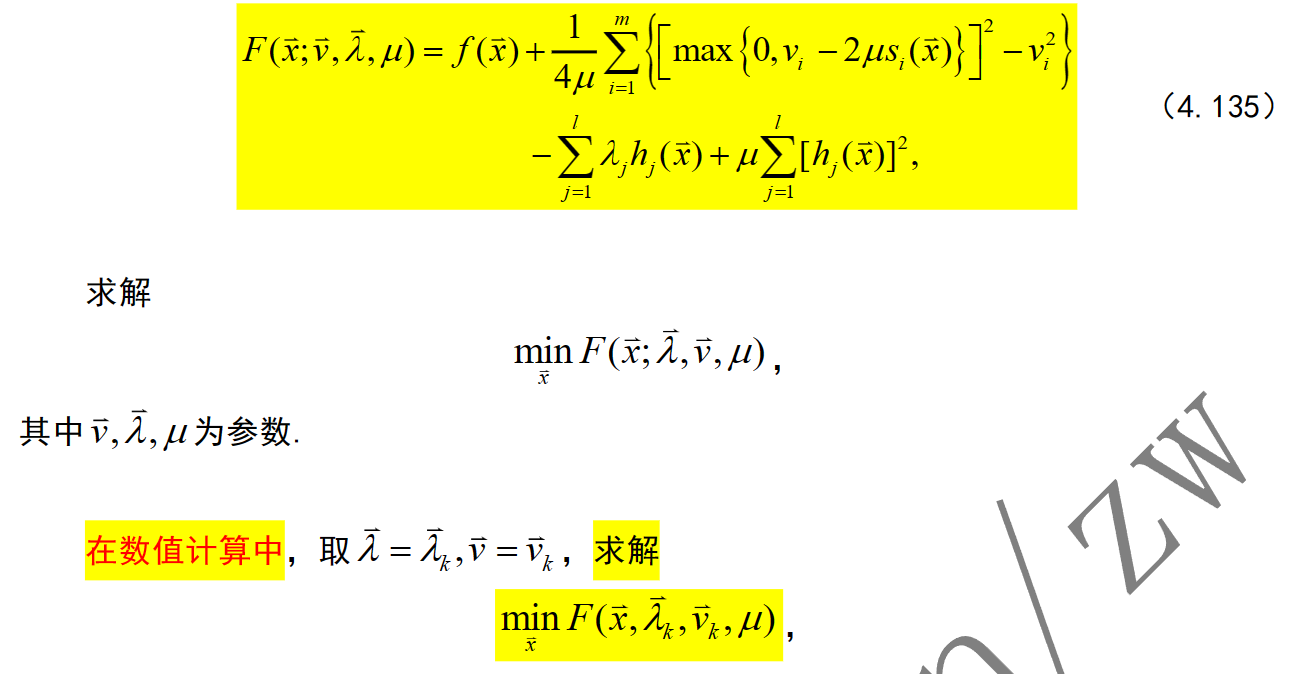 $F(\vec{x};\vec{v},\vec{\lambda},\mu) = f(\vec{x}) + \frac{1}{4\mu}\sum_{i=1}^{m}\left\{\left[\max\left\{0, v_i - 2\mu s_i(\vec{x})\right\}\right]^2 - v_i^2\right\}$ （4.135）
$-\sum_{j=1}^{l}\lambda_j h_j(\vec{x}) + \mu\sum_{j=1}^{l}[h_j(\vec{x})]^2,$
求解
$\min_{\vec{x}} F(\vec{x};\vec{\lambda},\vec{v},\mu)$，
其中 $\vec{v},\vec{\lambda},\mu$ 为参数.
在数值计算中，取 $\vec{\lambda} = \vec{\lambda}_k, \vec{v} = \vec{v}_k$，求解
$\min_{\vec{x}} F(\vec{x},\vec{\lambda}_k,\vec{v}_k,\mu)$，
n/zw